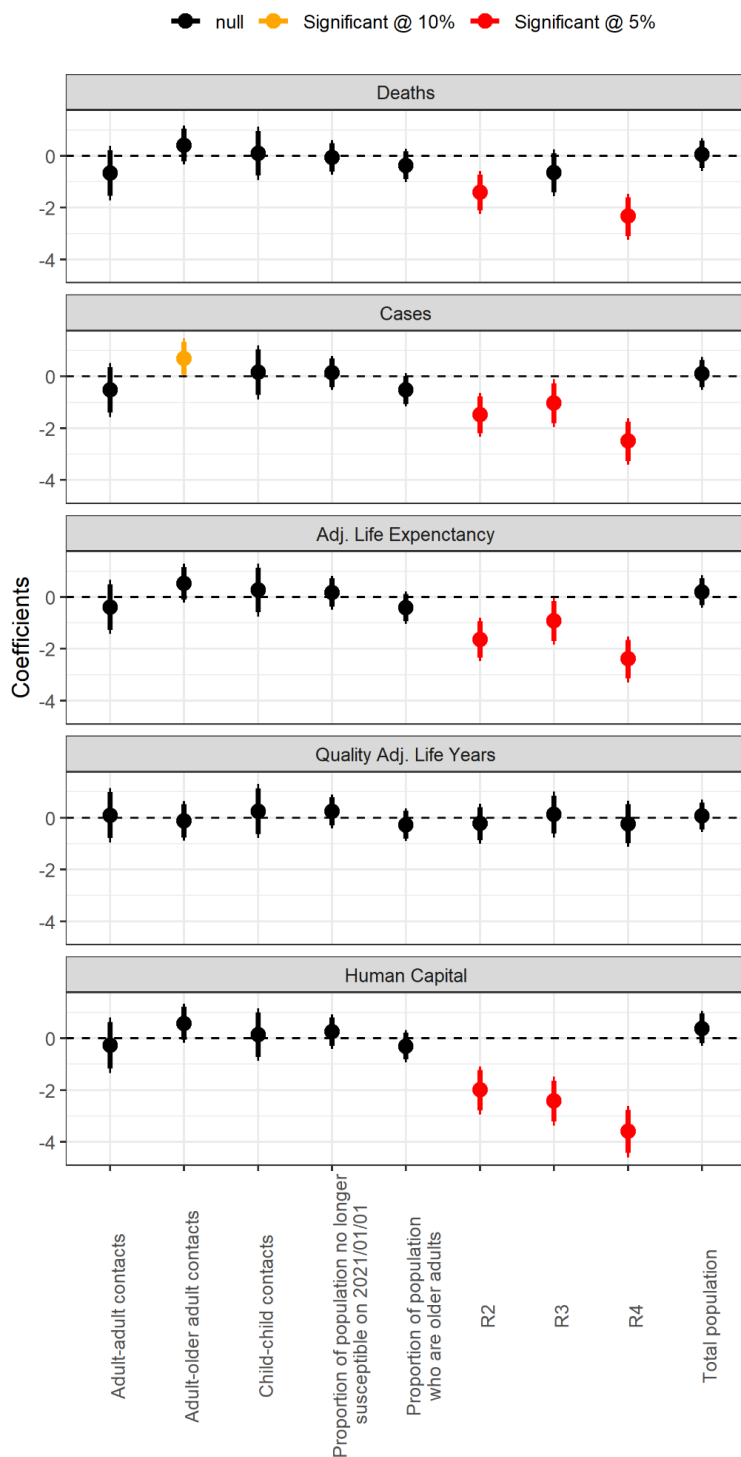 null Significant @ 10% Significant @ 5%
Deaths
0
-2
-4
Cases
0
-2
-4
Adj. Life Expenctancy
0
-2
-4
Quality Adj. Life Years
0
-2
-4
Human Capital
0
-2
-4
Coefficients
Adult-adult contacts
Adult-older adult contacts
Child-child contacts
Proportion of population no longer
susceptible on 2021/01/01
Proportion of population
who are older adults
R2
R3
R4
Total population